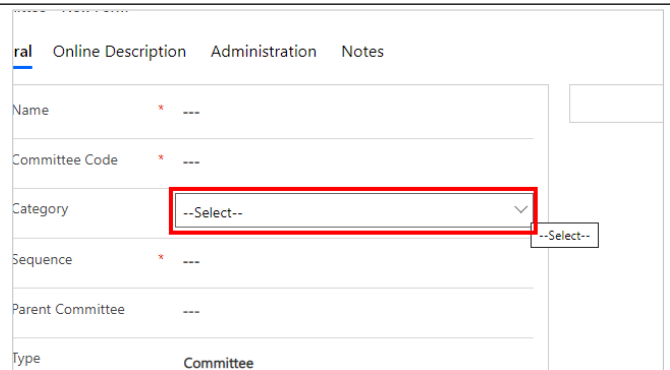 ral Online Description Administration Notes
Name * ---
Committee Code * ---
Category --Select--
--Select--
Sequence * ---
Parent Committee ---
Type Committee